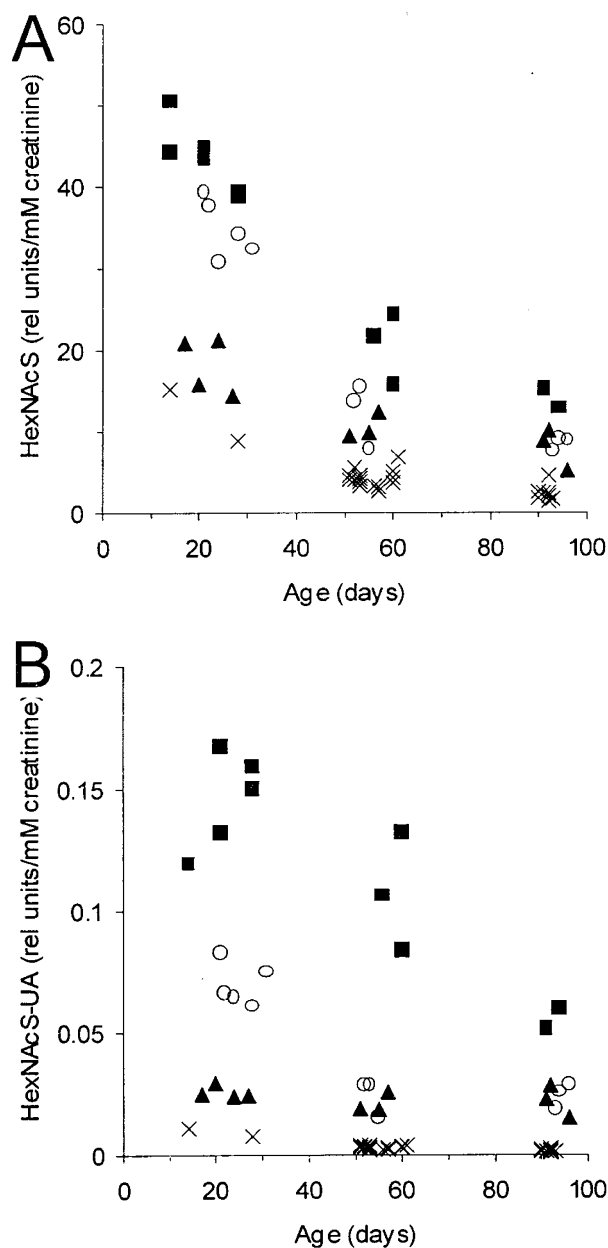 A
HexNAcS (rel units/mM creatinine)
60
40
20
0
0 20 40 60 80 100
Age (days)
B
HexNAcS-UA (rel units/mM creatinine)
0.2
0.15
0.1
0.05
0
0 20 40 60 80 100
Age (days)